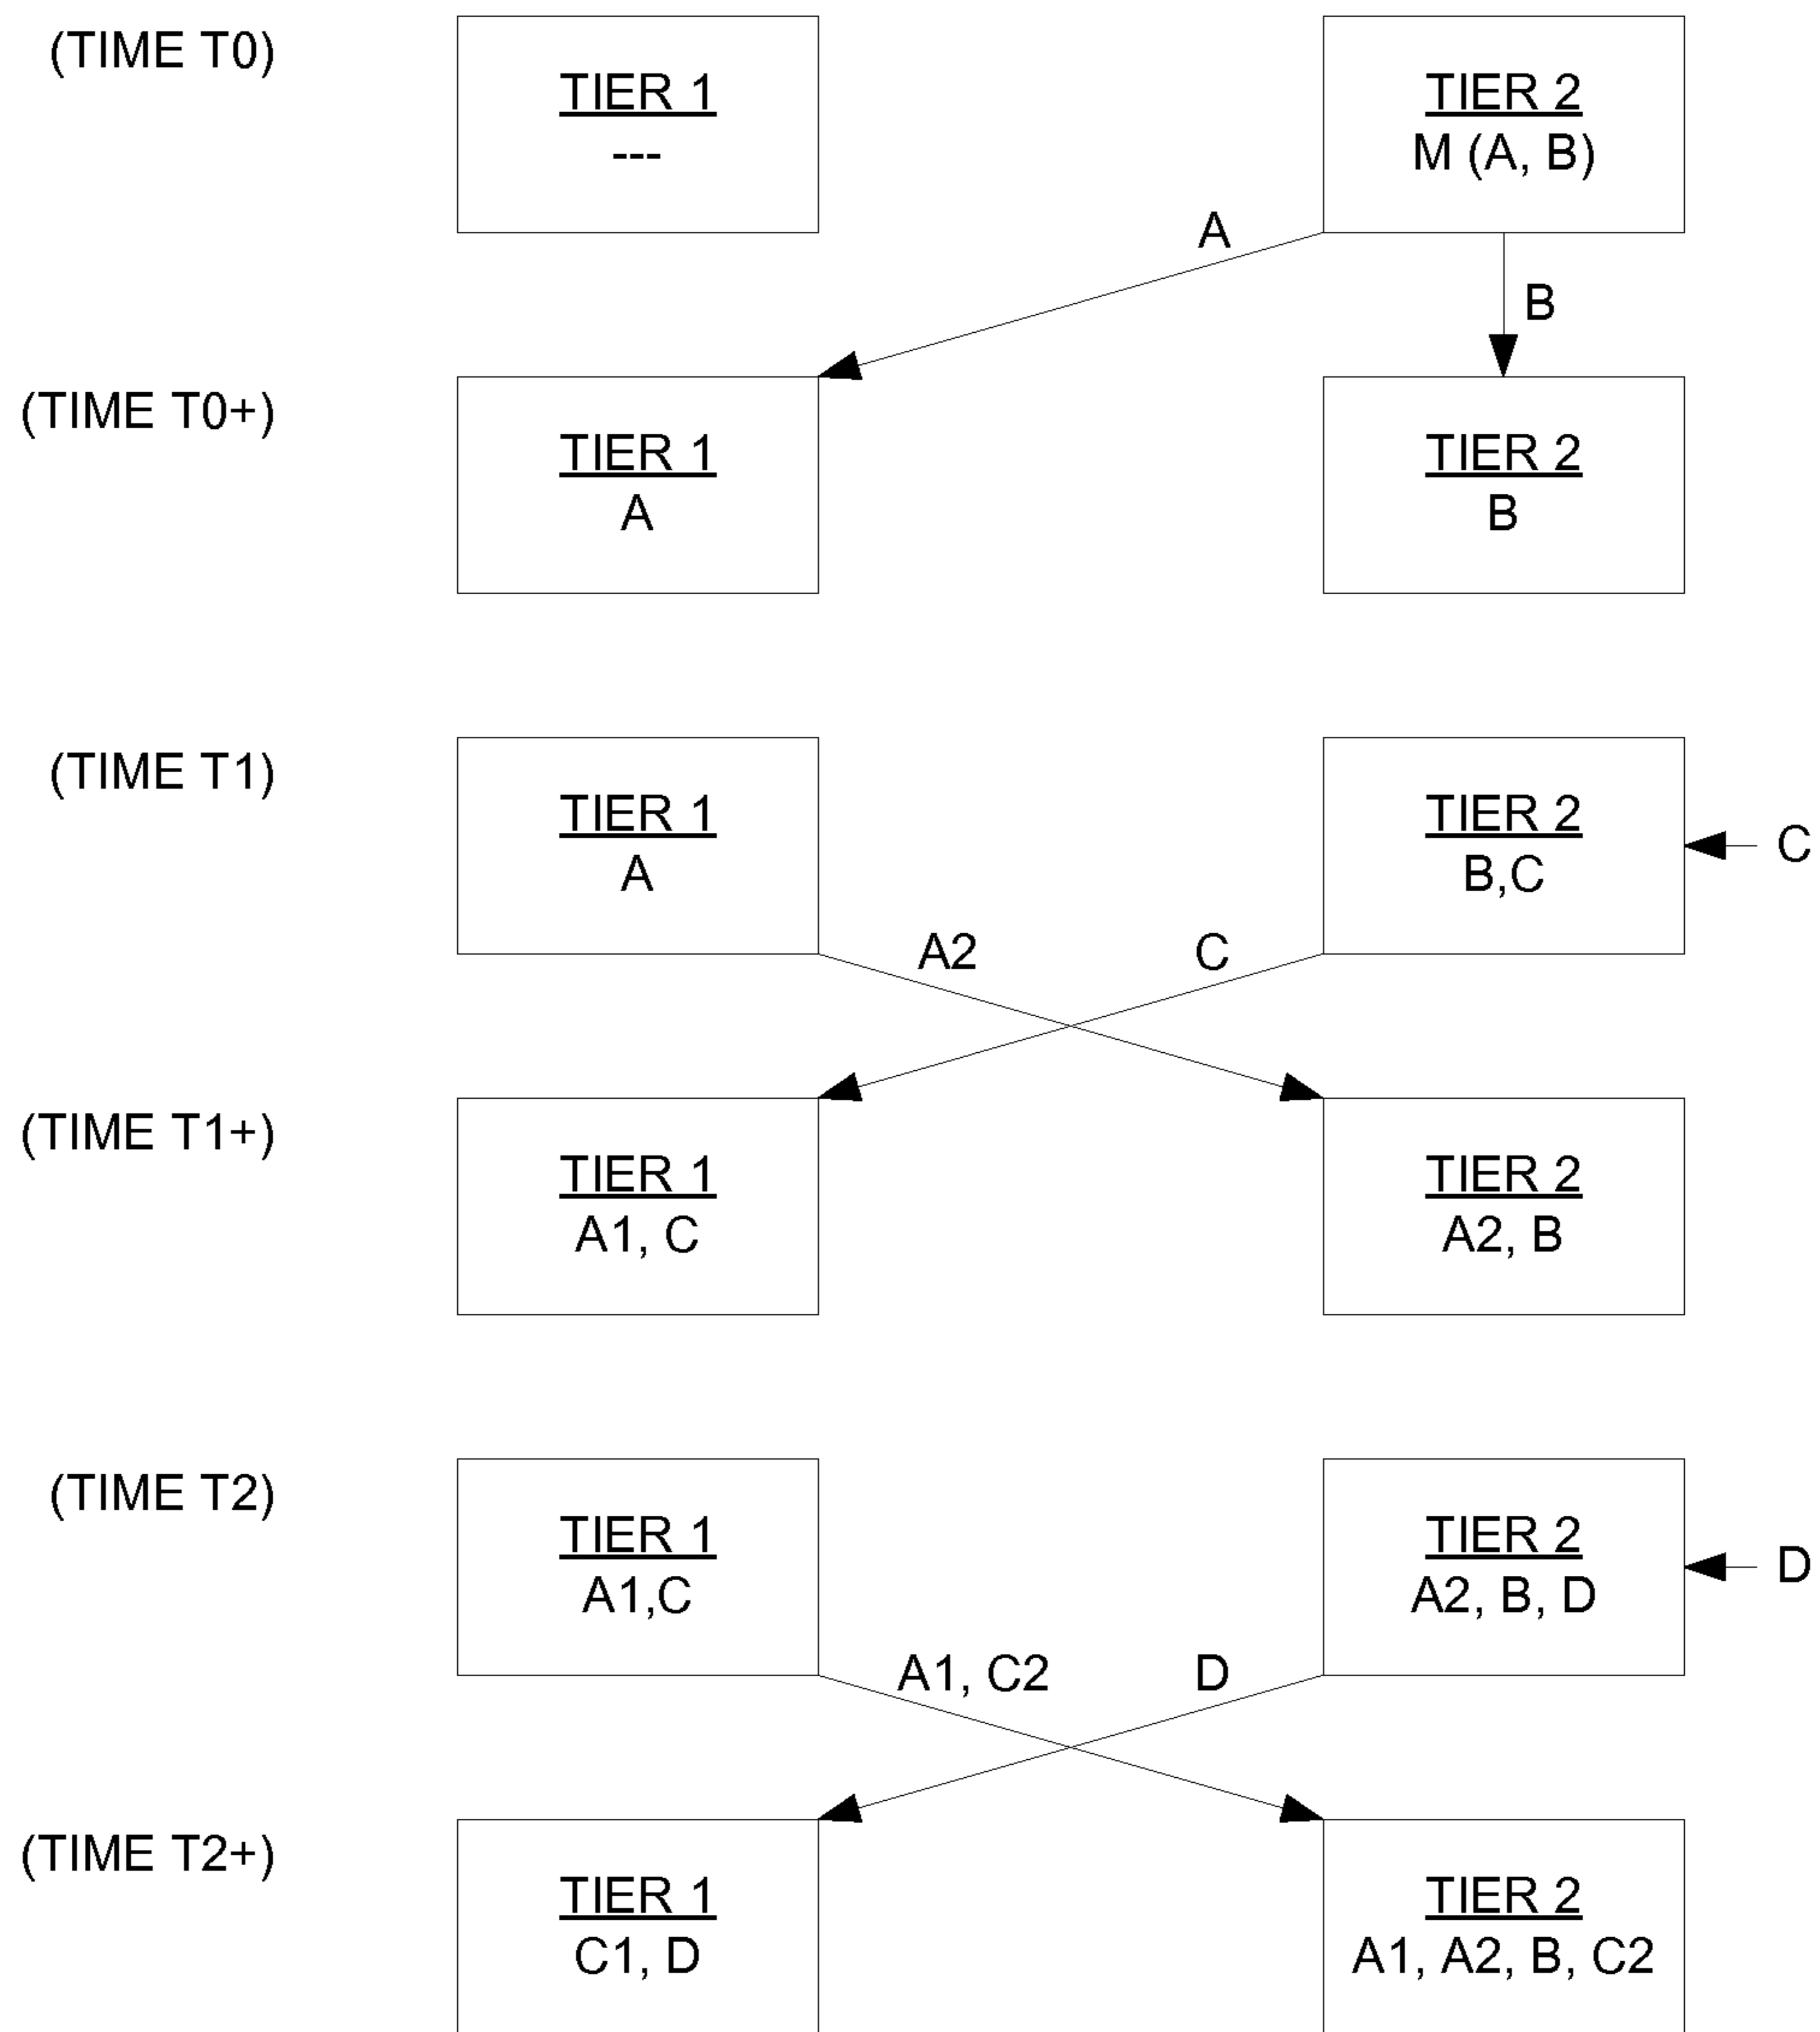 (TIME T0)
TIER 1
---
TIER 2
M (A, B)
A
B
(TIME T0+)
TIER 1
A
TIER 2
B
(TIME T1)
TIER 1
A
TIER 2
B,C
C
A2
C
(TIME T1+)
TIER 1
A1, C
TIER 2
A2, B
(TIME T2)
TIER 1
A1,C
TIER 2
A2, B, D
D
A1, C2
D
(TIME T2+)
TIER 1
C1, D
TIER 2
A1, A2, B, C2